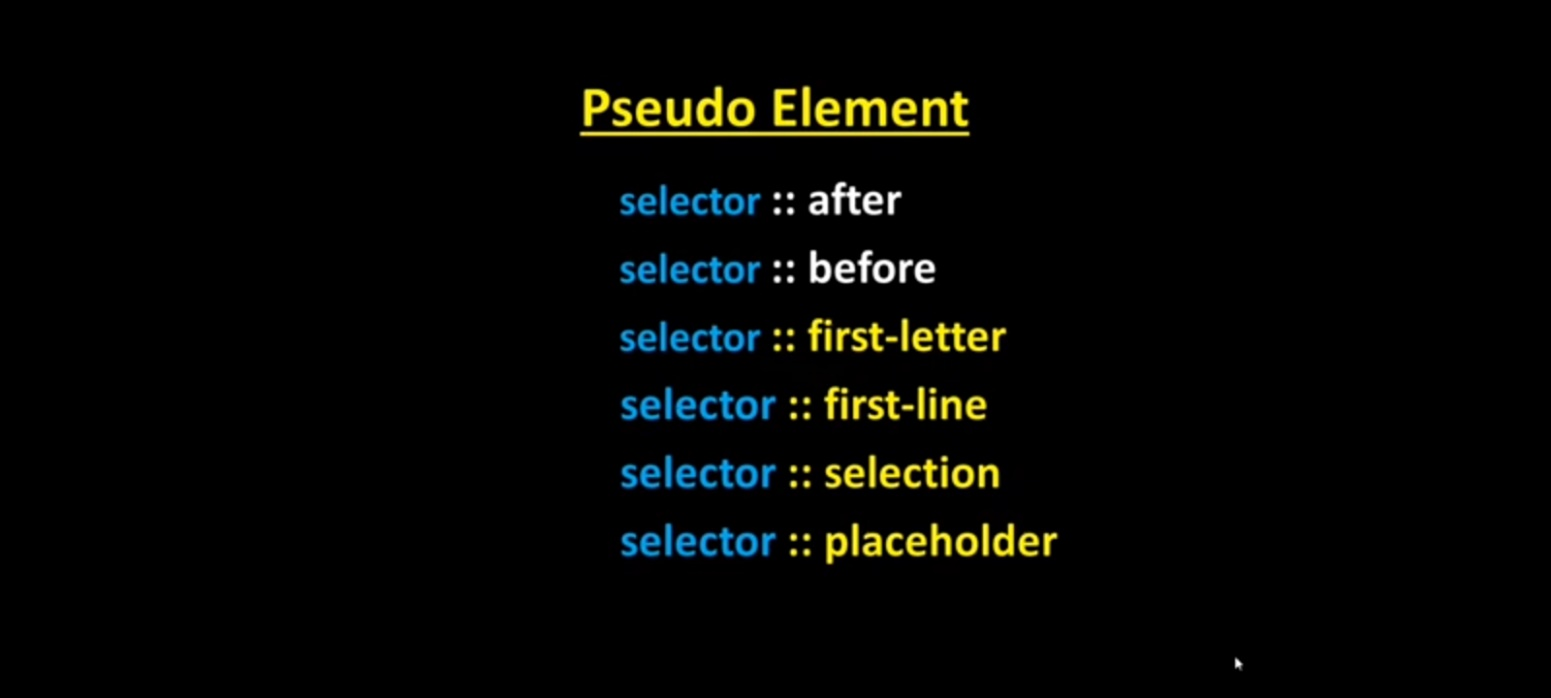 Pseudo Element
selector :: after
selector :: before
selector :: first-letter
selector :: first-line
selector :: selection
selector :: placeholder